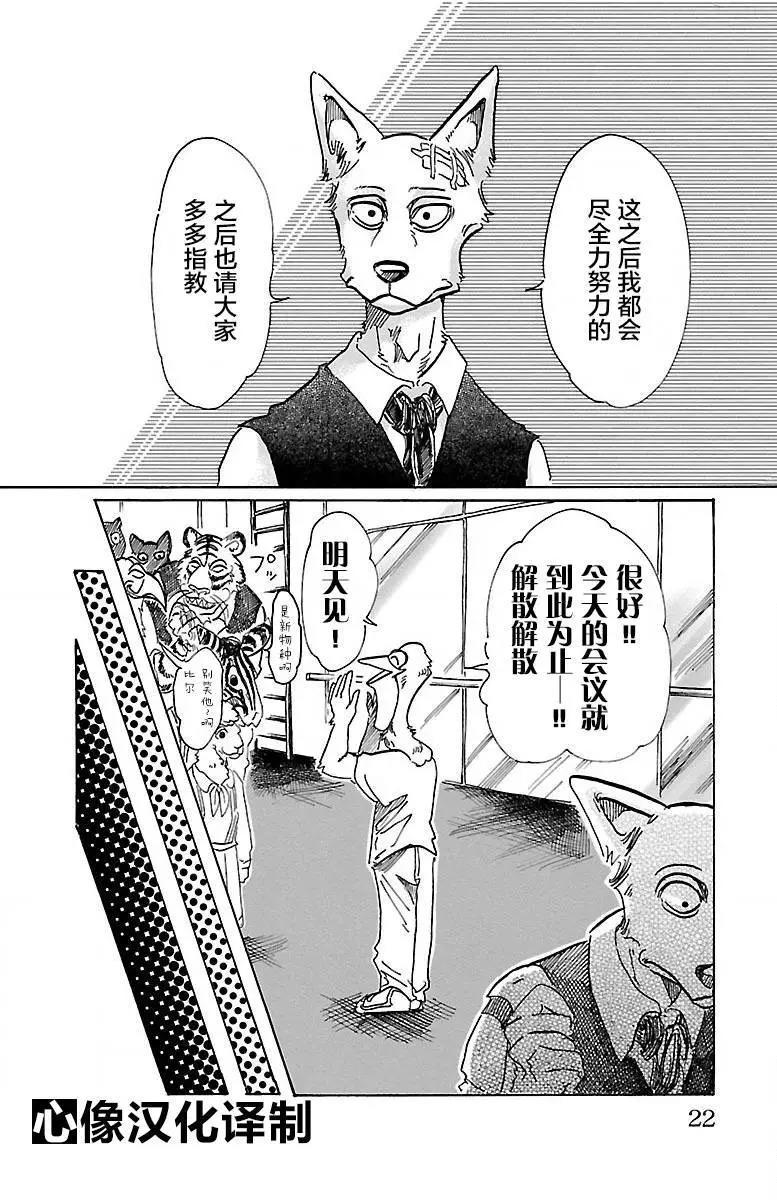 这之后我都会
尽全力努力的
之后也请大家
多多指教
很好!!
今天的会议就
到此为止—!!
解散解散
明天见！
プッ
是新物种啊
别笑他?啊
比尔
22
心像汉化译制